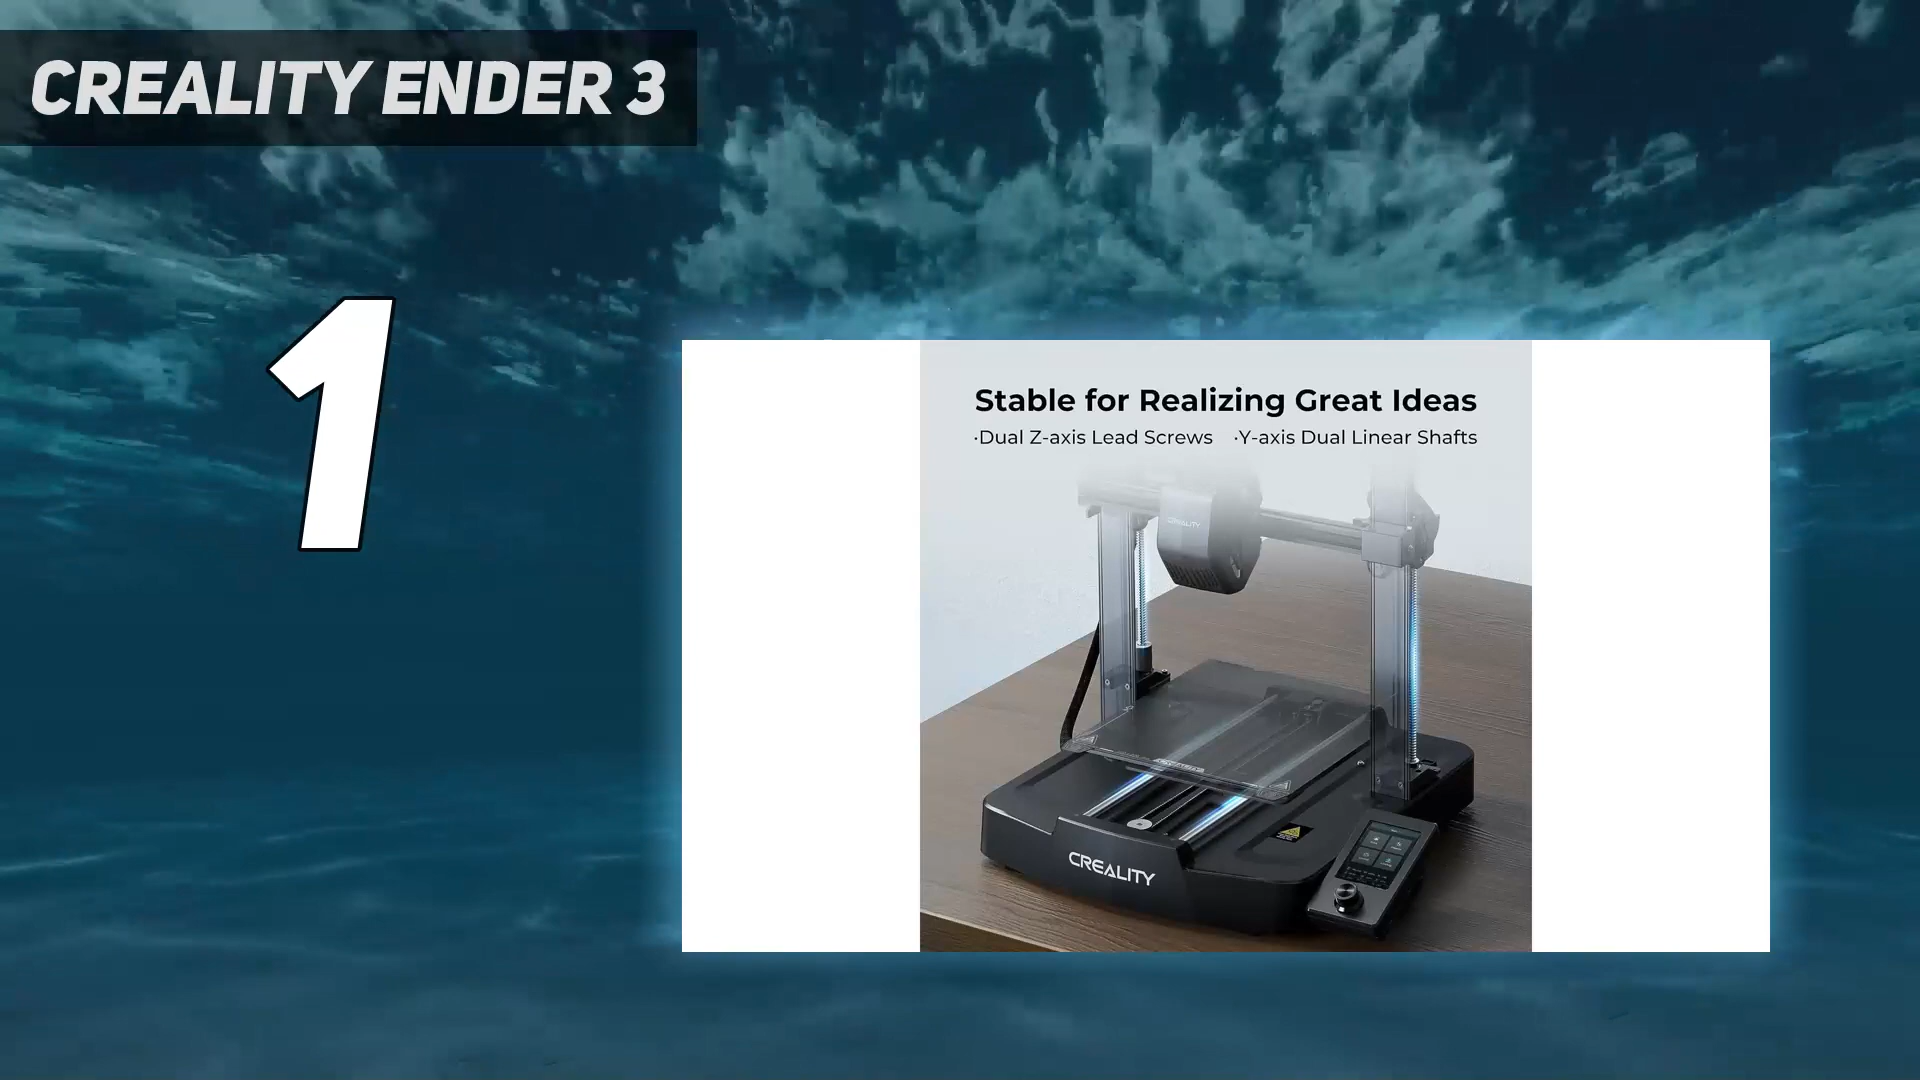 CREALITY ENDER 3
1
Stable for Realizing Great Ideas
·Dual Z-axis Lead Screws ·Y-axis Dual Linear Shafts
CREALITY
CREALITY